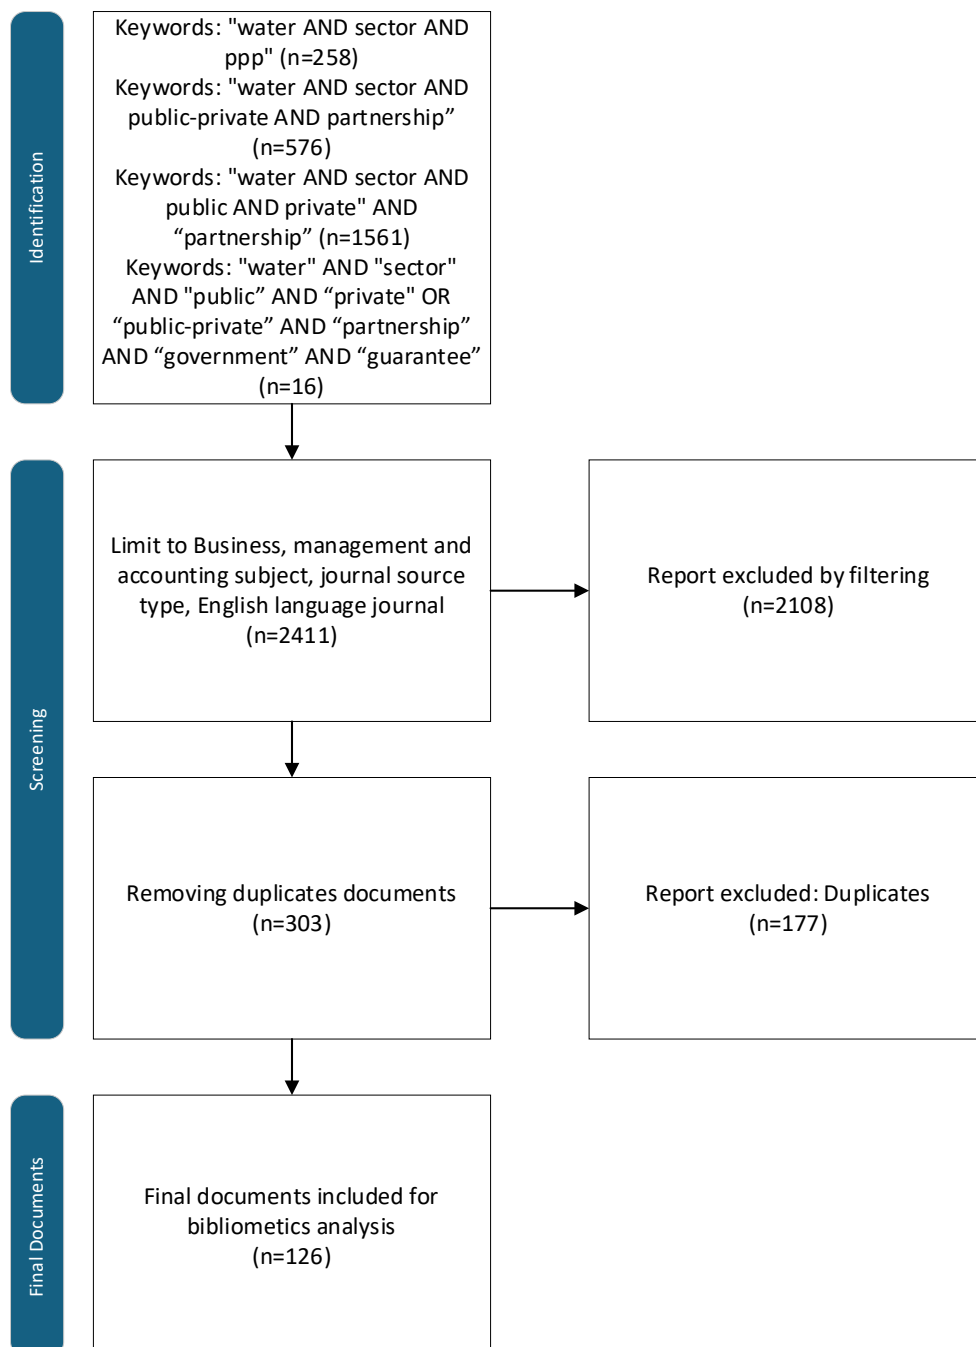 Identification
Keywords: "water AND sector AND
ppp" (n=258)
Keywords: "water AND sector AND
public-private AND partnership”
(n=576)
Keywords: "water AND sector AND
public AND private" AND
“partnership” (n=1561)
Keywords: "water" AND "sector"
AND "public” AND “private" OR
“public-private” AND “partnership”
AND “government” AND “guarantee”
(n=16)
Screening
Limit to Business, management and
accounting subject, journal source
type, English language journal
(n=2411)
Report excluded by filtering
(n=2108)
Removing duplicates documents
(n=303)
Report excluded: Duplicates
(n=177)
Final Documents
Final documents included for
bibliometics analysis
(n=126)